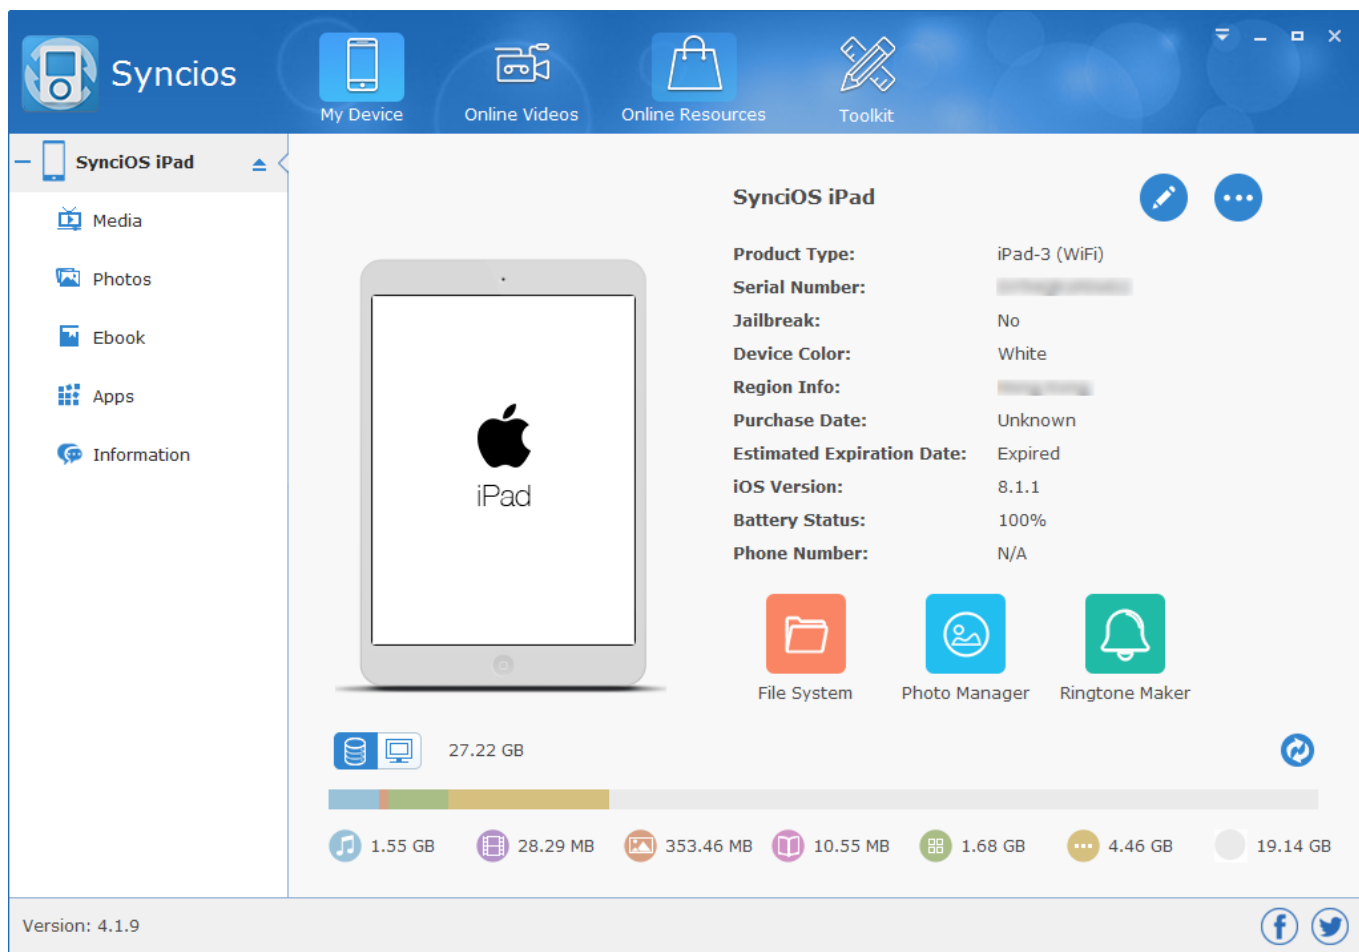 Syncios
My Device
Online Videos
Online Resources
Toolkit
SynciOS iPad
Media
Photos
Ebook
Apps
Information
iPad
SynciOS iPad
Product Type: iPad-3 (WiFi)
Serial Number:
Jailbreak: No
Device Color: White
Region Info:
Purchase Date: Unknown
Estimated Expiration Date: Expired
iOS Version: 8.1.1
Battery Status: 100%
Phone Number: N/A
File System
Photo Manager
Ringtone Maker
27.22 GB
1.55 GB
28.29 MB
353.46 MB
10.55 MB
1.68 GB
4.46 GB
19.14 GB
Version: 4.1.9